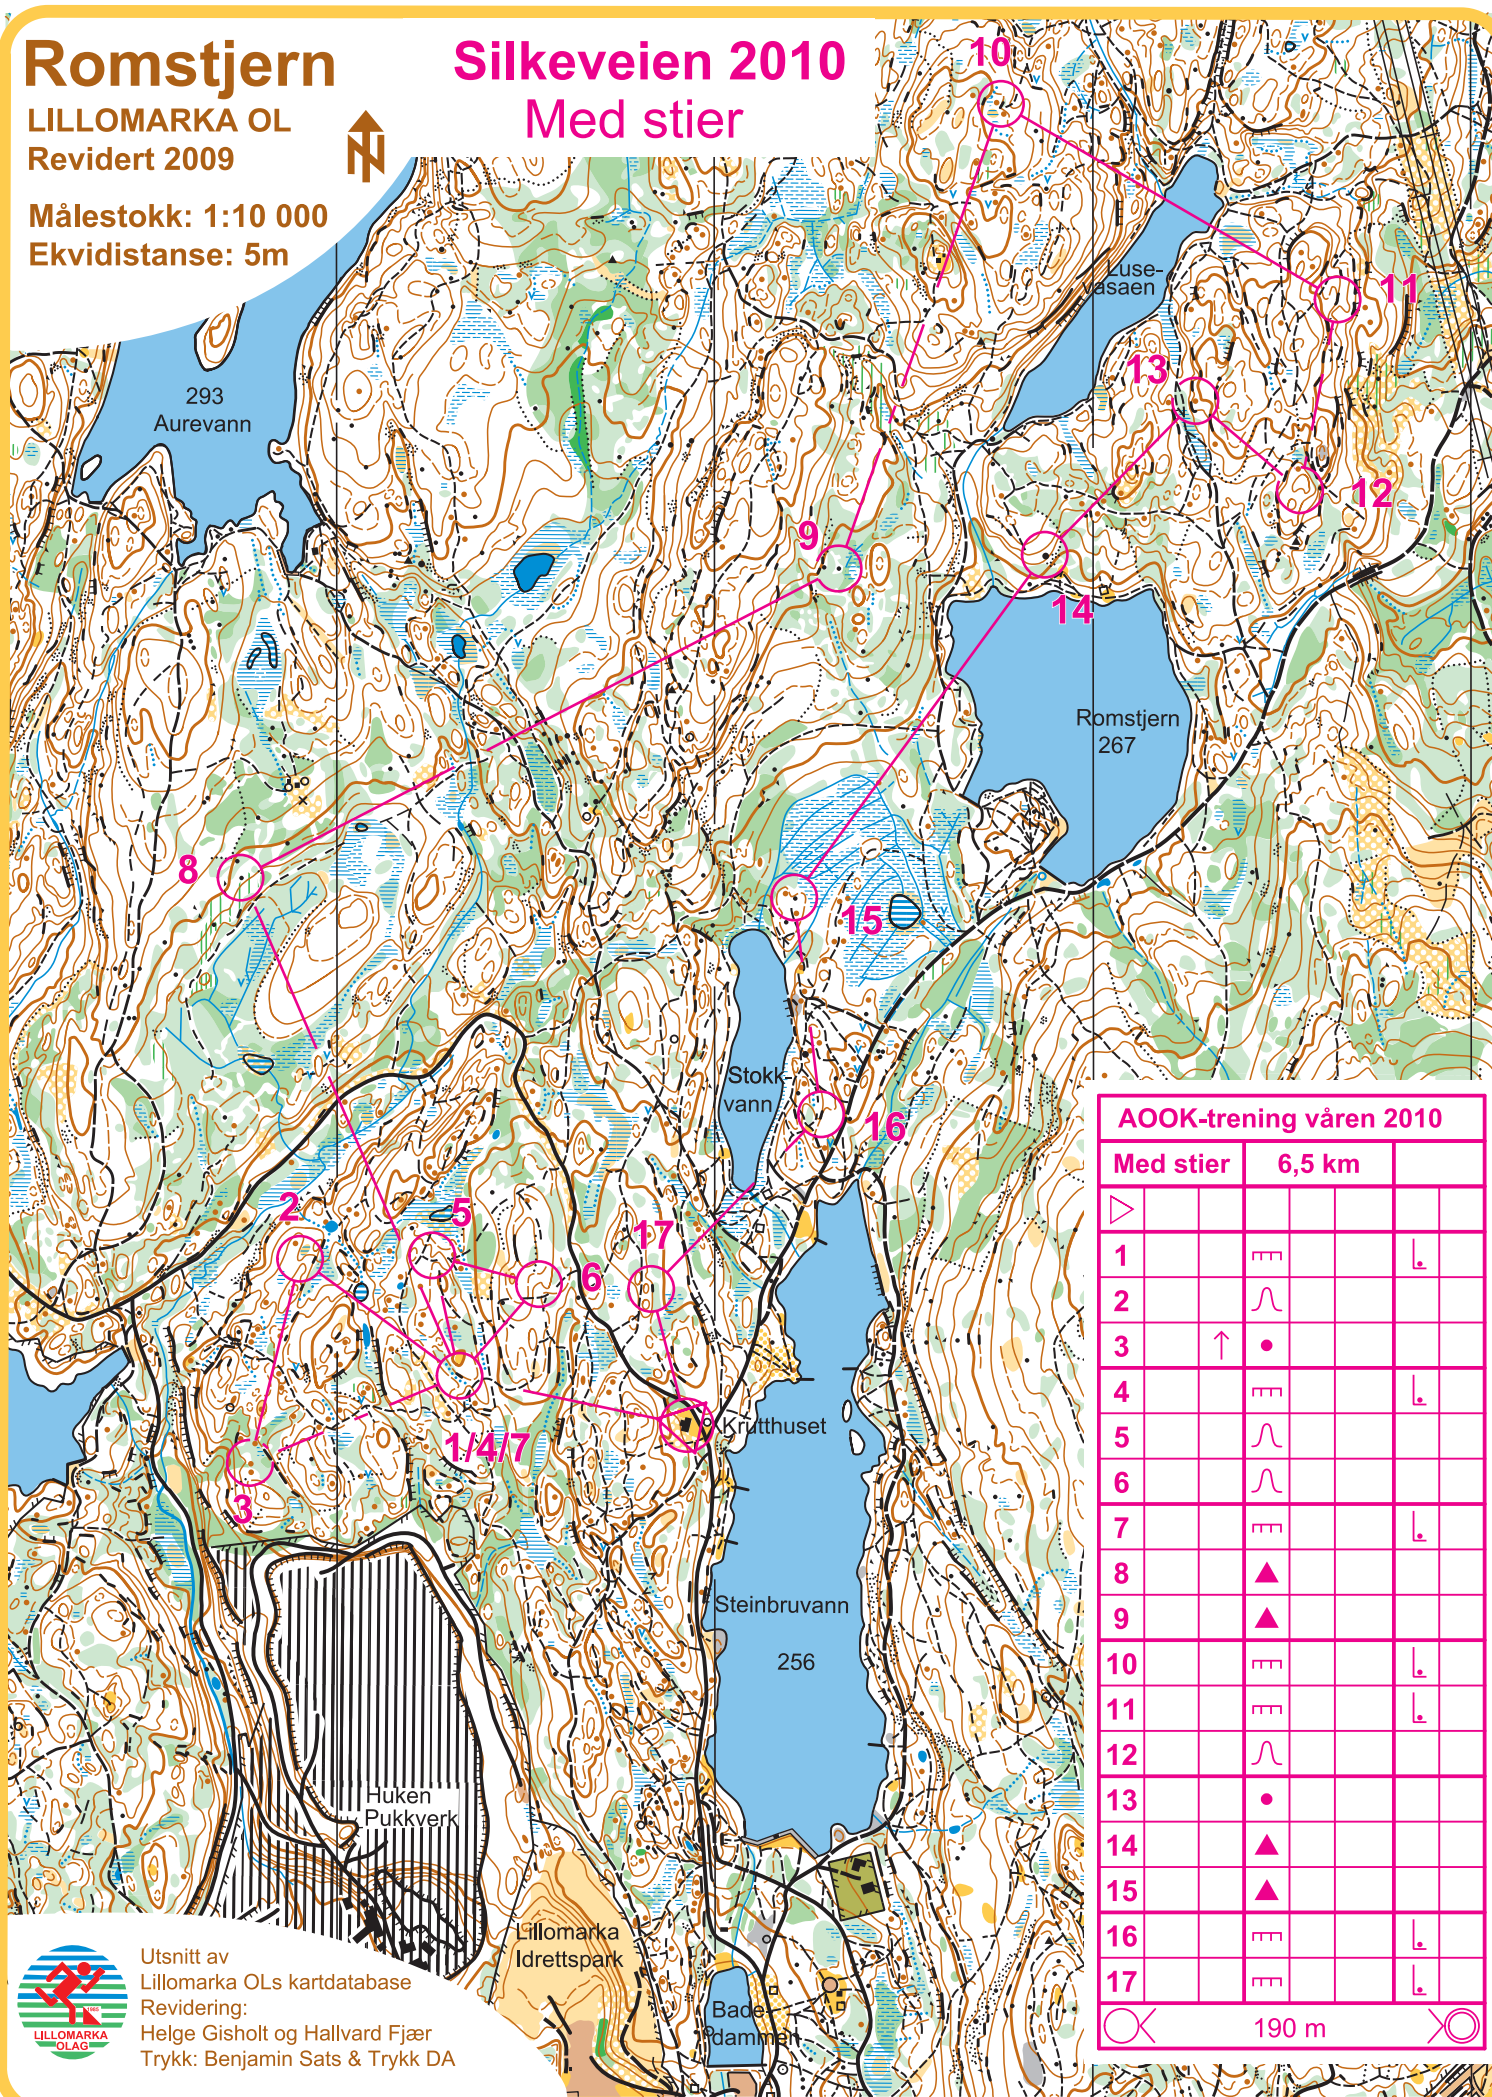 Romstjern
LILLOMARKA OL
Revidert 2009
Målestokk: 1:10 000
Ekvidistanse: 5m
Silkeveien 2010
Med stier
N
10
Luse-
vasaen
11
13
12
293
Aurevann
9
14
Romstjern
267
8
15
Stokk-
vann
16
2
5
17
6
1/4/7
3
Krutthuset
Steinbruvann
256
Huken
Pukkverk
Lillomarka
Idrettspark
Bade-
dammen
AOOK-trening våren 2010
Med stier 6,5 km
1
2
3
4
5
6
7
8
9
10
11
12
13
14
15
16
17
190 m
1985
LILLOMARKA
OLAG
Utsnitt av
Lillomarka OLs kartdatabase
Revidering:
Helge Gisholt og Hallvard Fjær
Trykk: Benjamin Sats & Trykk DA